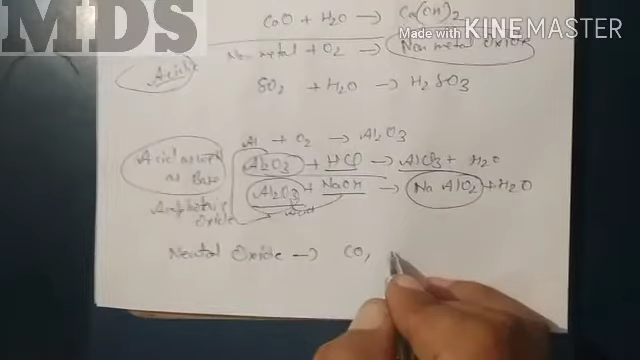 MDS
Made with KINEMASTER
CaO + H2O → Ca(OH)2
Non-metal + O2 → Non metal Oxide
Acidic
SO2 + H2O → H2SO3
Al + O2 → Al2O3
Al2O3 + HCl → AlCl3 + H2O
Acid as well
as Base
Al2O3 + NaOH → NaAlO2 + H2O
Oxide
Neutral Oxide → CO,